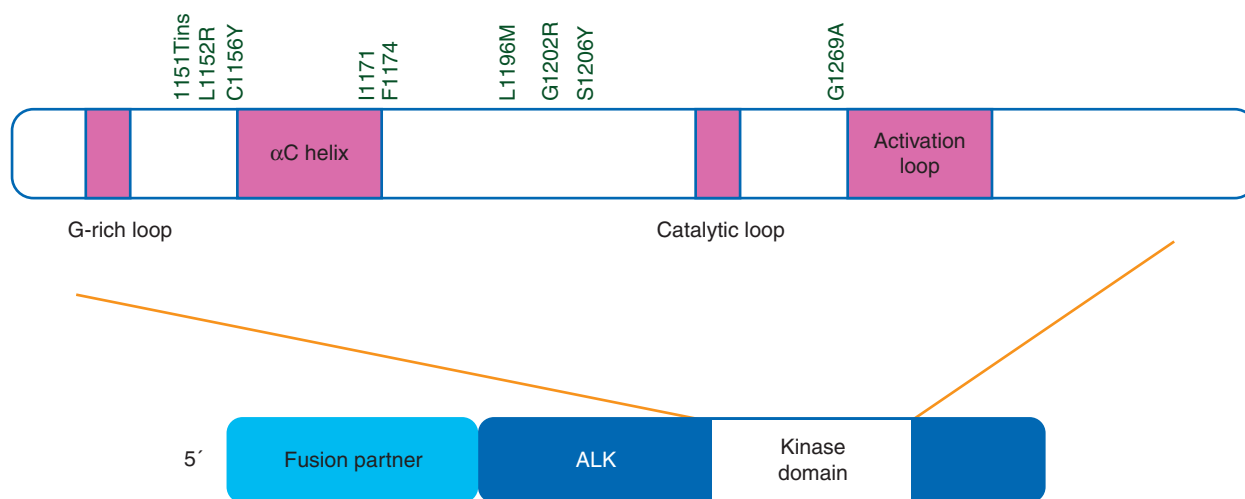 1151Tins
L1152R
C1156Y
I1171
F1174
L1196M
G1202R
S1206Y
G1269A
αC helix
Activation
loop
G-rich loop
Catalytic loop
5´
Fusion partner
ALK
Kinase
domain